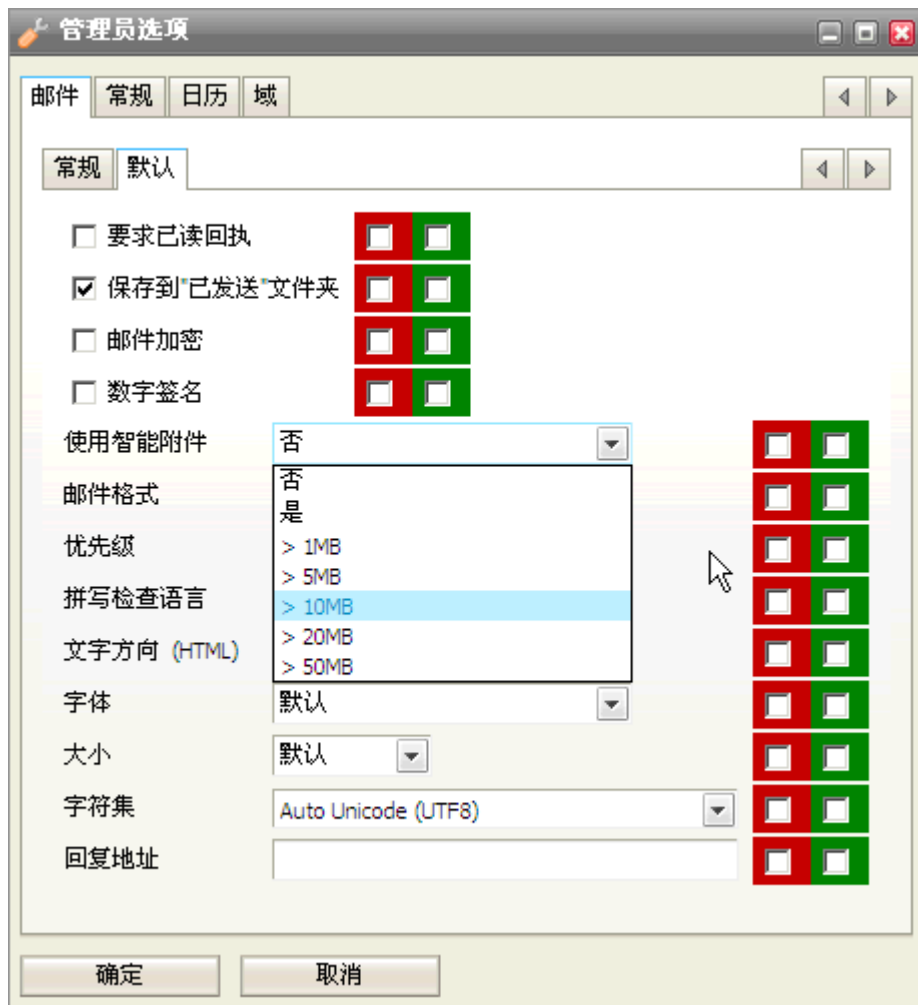 管理员选项
邮件 常规 日历 域
常规 默认
要求已读回执
保存到"已发送"文件夹
邮件加密
数字签名
使用智能附件 否
否
邮件格式
是
优先级
> 1MB
> 5MB
拼写检查语言
> 10MB
> 20MB
文字方向 (HTML)
> 50MB
字体 默认
大小 默认
字符集 Auto Unicode (UTF8)
回复地址
确定 取消